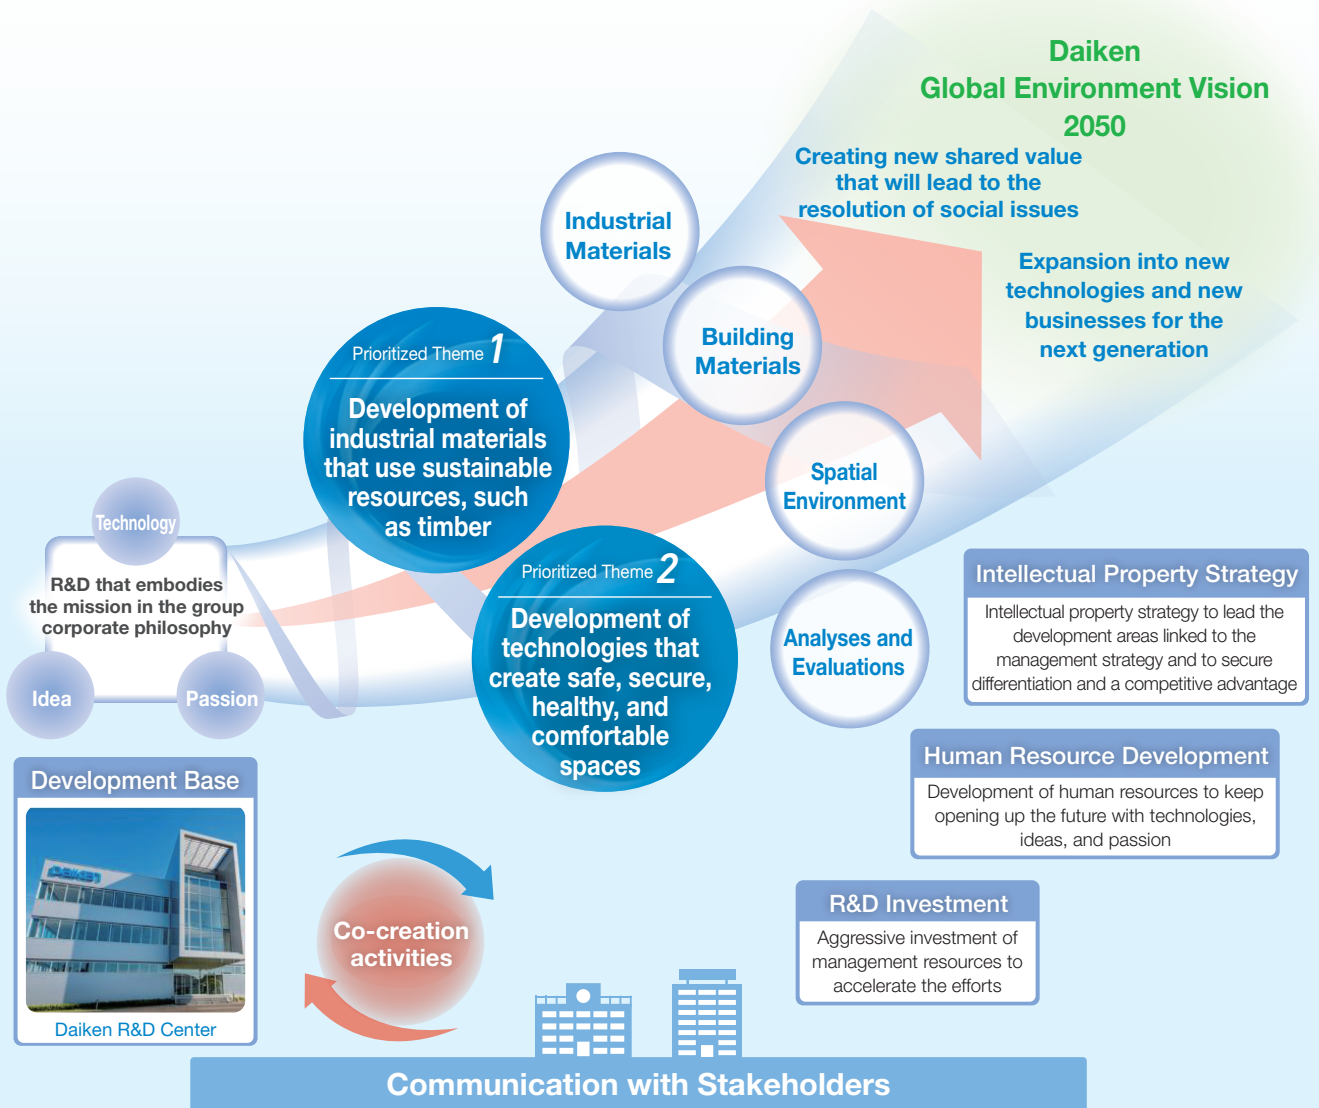 Daiken
Global Environment Vision
2050
Creating new shared value
that will lead to the
resolution of social issues
Expansion into new
technologies and new
businesses for the
next generation
Industrial
Materials
Building
Materials
Spatial
Environment
Analyses and
Evaluations
Prioritized Theme 1
Development of
industrial materials
that use sustainable
resources, such
as timber
Prioritized Theme 2
Development of
technologies that
create safe, secure,
healthy, and
comfortable
spaces
Technology
R&D that embodies
the mission in the group
corporate philosophy
Idea
Passion
Intellectual Property Strategy
Intellectual property strategy to lead the
development areas linked to the
management strategy and to secure
differentiation and a competitive advantage
Human Resource Development
Development of human resources to keep
opening up the future with technologies,
ideas, and passion
R&D Investment
Aggressive investment of
management resources to
accelerate the efforts
Development Base
DAIKEN
Daiken R&D Center
Co-creation
activities
Communication with Stakeholders